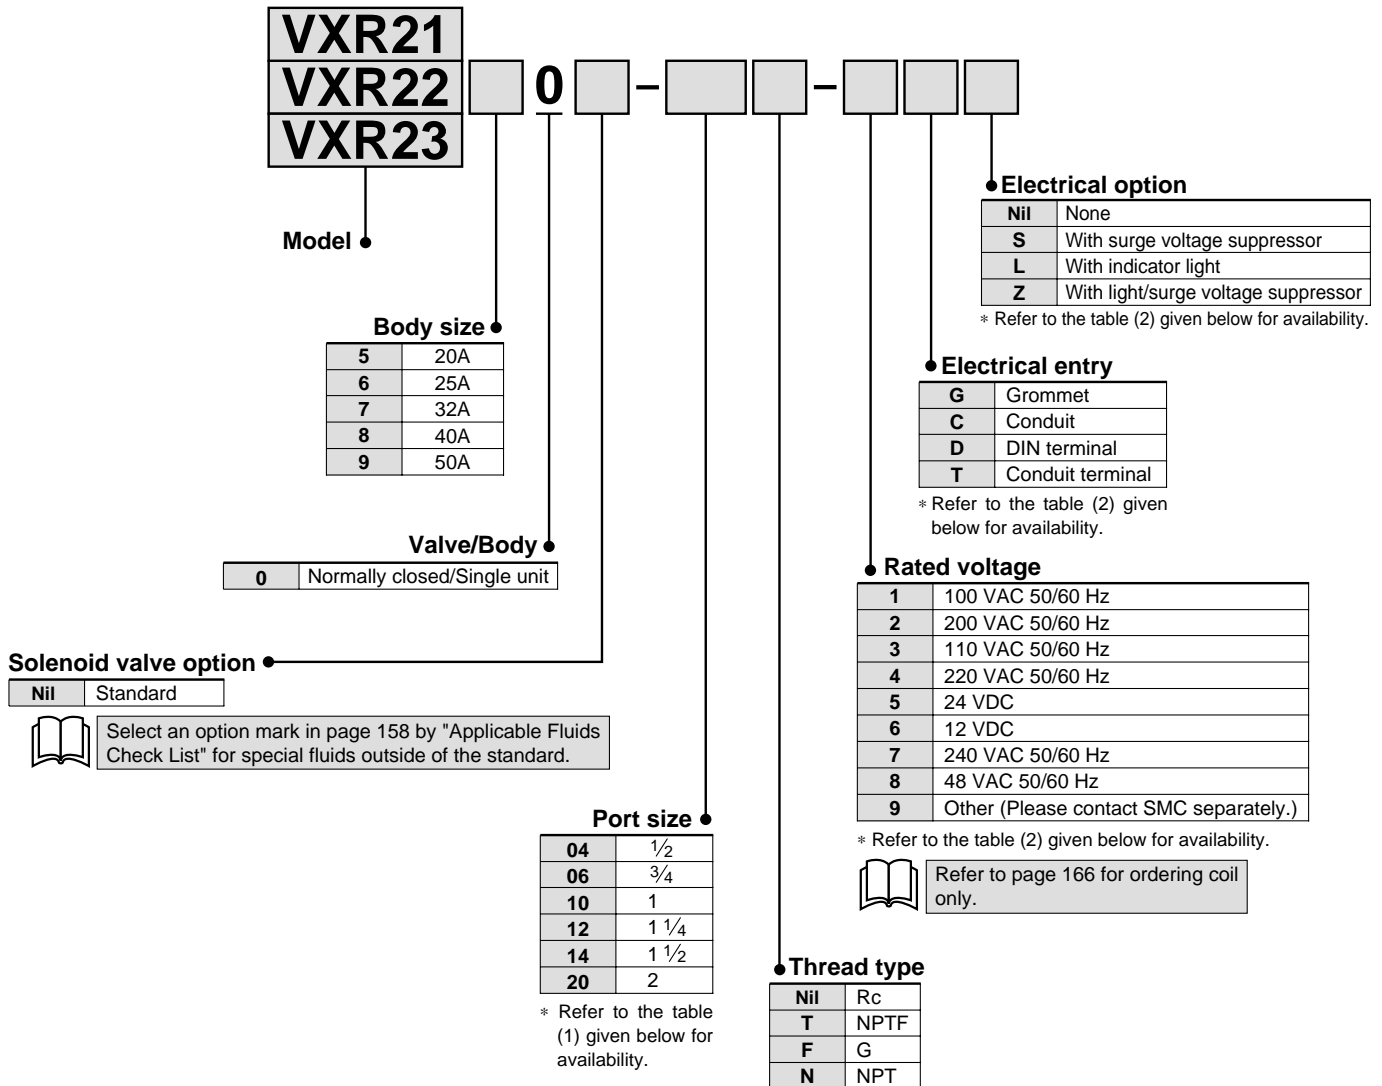 VXR21
VXR22
VXR23
0 – –
Model
Electrical option
Nil None
S With surge voltage suppressor
L With indicator light
Z With light/surge voltage suppressor
* Refer to the table (2) given below for availability.
Body size
5 20A
6 25A
7 32A
8 40A
9 50A
Electrical entry
G Grommet
C Conduit
D DIN terminal
T Conduit terminal
* Refer to the table (2) given
below for availability.
Valve/Body
0 Normally closed/Single unit
Rated voltage
1 100 VAC 50/60 Hz
2 200 VAC 50/60 Hz
3 110 VAC 50/60 Hz
4 220 VAC 50/60 Hz
5 24 VDC
6 12 VDC
7 240 VAC 50/60 Hz
8 48 VAC 50/60 Hz
9 Other (Please contact SMC separately.)
* Refer to the table (2) given below for availability.
Refer to page 166 for ordering coil
only.
Solenoid valve option
Nil Standard
Select an option mark in page 158 by "Applicable Fluids
Check List" for special fluids outside of the standard.
Port size
04 1/2
06 3/4
10 1
12 1 1/4
14 1 1/2
20 2
* Refer to the table
(1) given below for
availability.
Thread type
Nil Rc
T NPTF
F G
N NPT